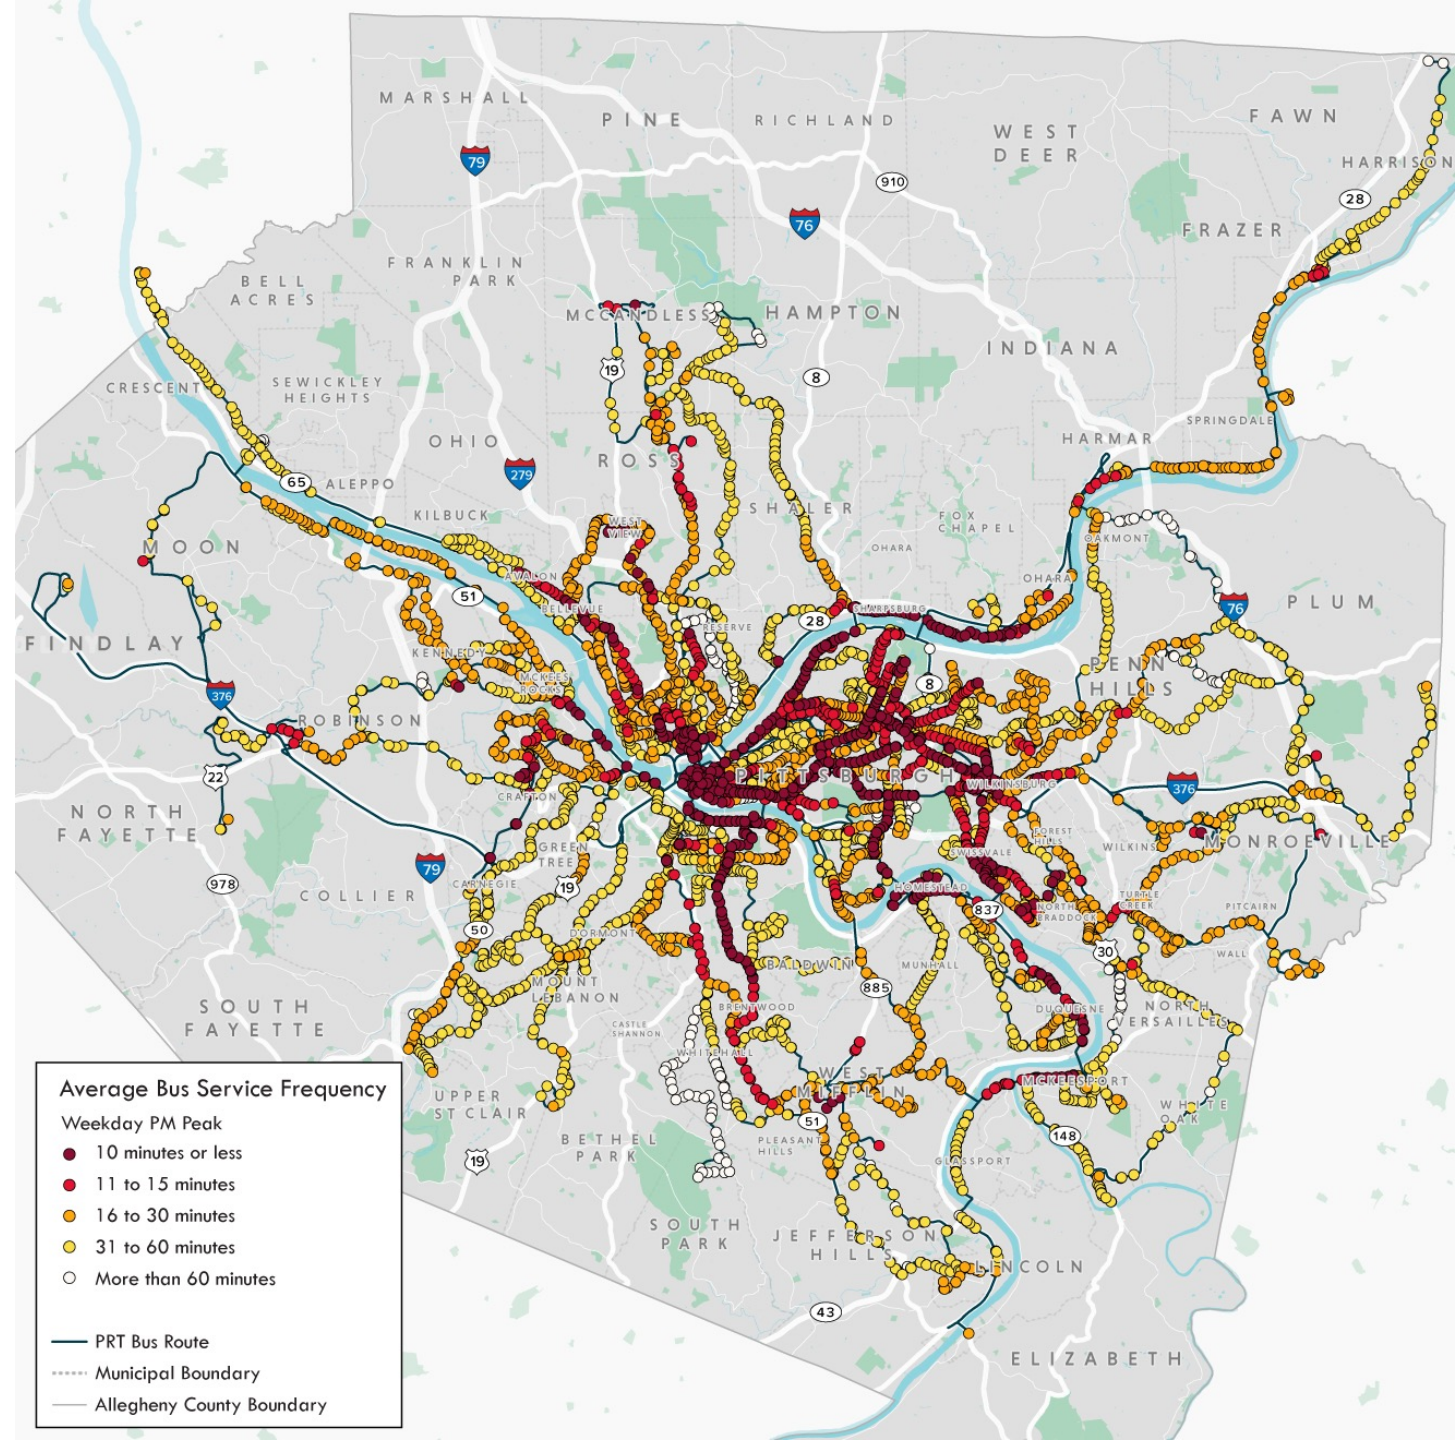 MARSHALL
PINE
RICHLAND
WEST
DEER
FAWN
HARRISON
79
910
28
76
FRAZER
FRANKLIN
PARK
BELL
ACRES
MCCANDLESS
HAMPTON
INDIANA
CRESCENT
SEWICKLEY
HEIGHTS
19
8
SPRINGDALE
OHIO
HARMAR
279
ROSS
65
ALEPPO
KILBUCK
WEST
VIEW
SHALER
FOX
CHAPEL
OAKMONT
MOON
OHARA
AVALON
OHARA
51
BELLEVUE
SHARPSBURG
76
PLUM
28
RESERVE
FINDLAY
KENNEDY
PENN
HILLS
MCKEES
ROCKS
8
376
ROBINSON
22
PITTSBURGH
WILKINSBURG
376
CRAFTON
NORTH
FAYETTE
GREEN
TREE
FOREST
HILLS
WILKINS
MONROEVILLE
SWISSVALE
79
978
COLLIER
CARNEGIE
19
HOMESTEAD
837
NORTH
BRADDOCK
TURTLE
CREEK
PITCAIRN
50
DORMONT
30
WALL
BALDWIN
MUNHALL
MOUNT
LEBANON
885
SOUTH
FAYETTE
BRENTWOOD
DUQUESNE
NORTH
VERSAILLES
CASTLE
SHANNON
WHITEHALL
WEST
MIFFLIN
MCKEESPORT
UPPER
ST CLAIR
WHITE
OAK
51
148
BETHEL
PARK
PLEASANT
HILLS
19
GLASSPORT
SOUTH
PARK
JEFFERSON
HILLS
LINCOLN
43
ELIZABETH
Average Bus Service Frequency
Weekday PM Peak
10 minutes or less
11 to 15 minutes
16 to 30 minutes
31 to 60 minutes
More than 60 minutes
PRT Bus Route
Municipal Boundary
Allegheny County Boundary